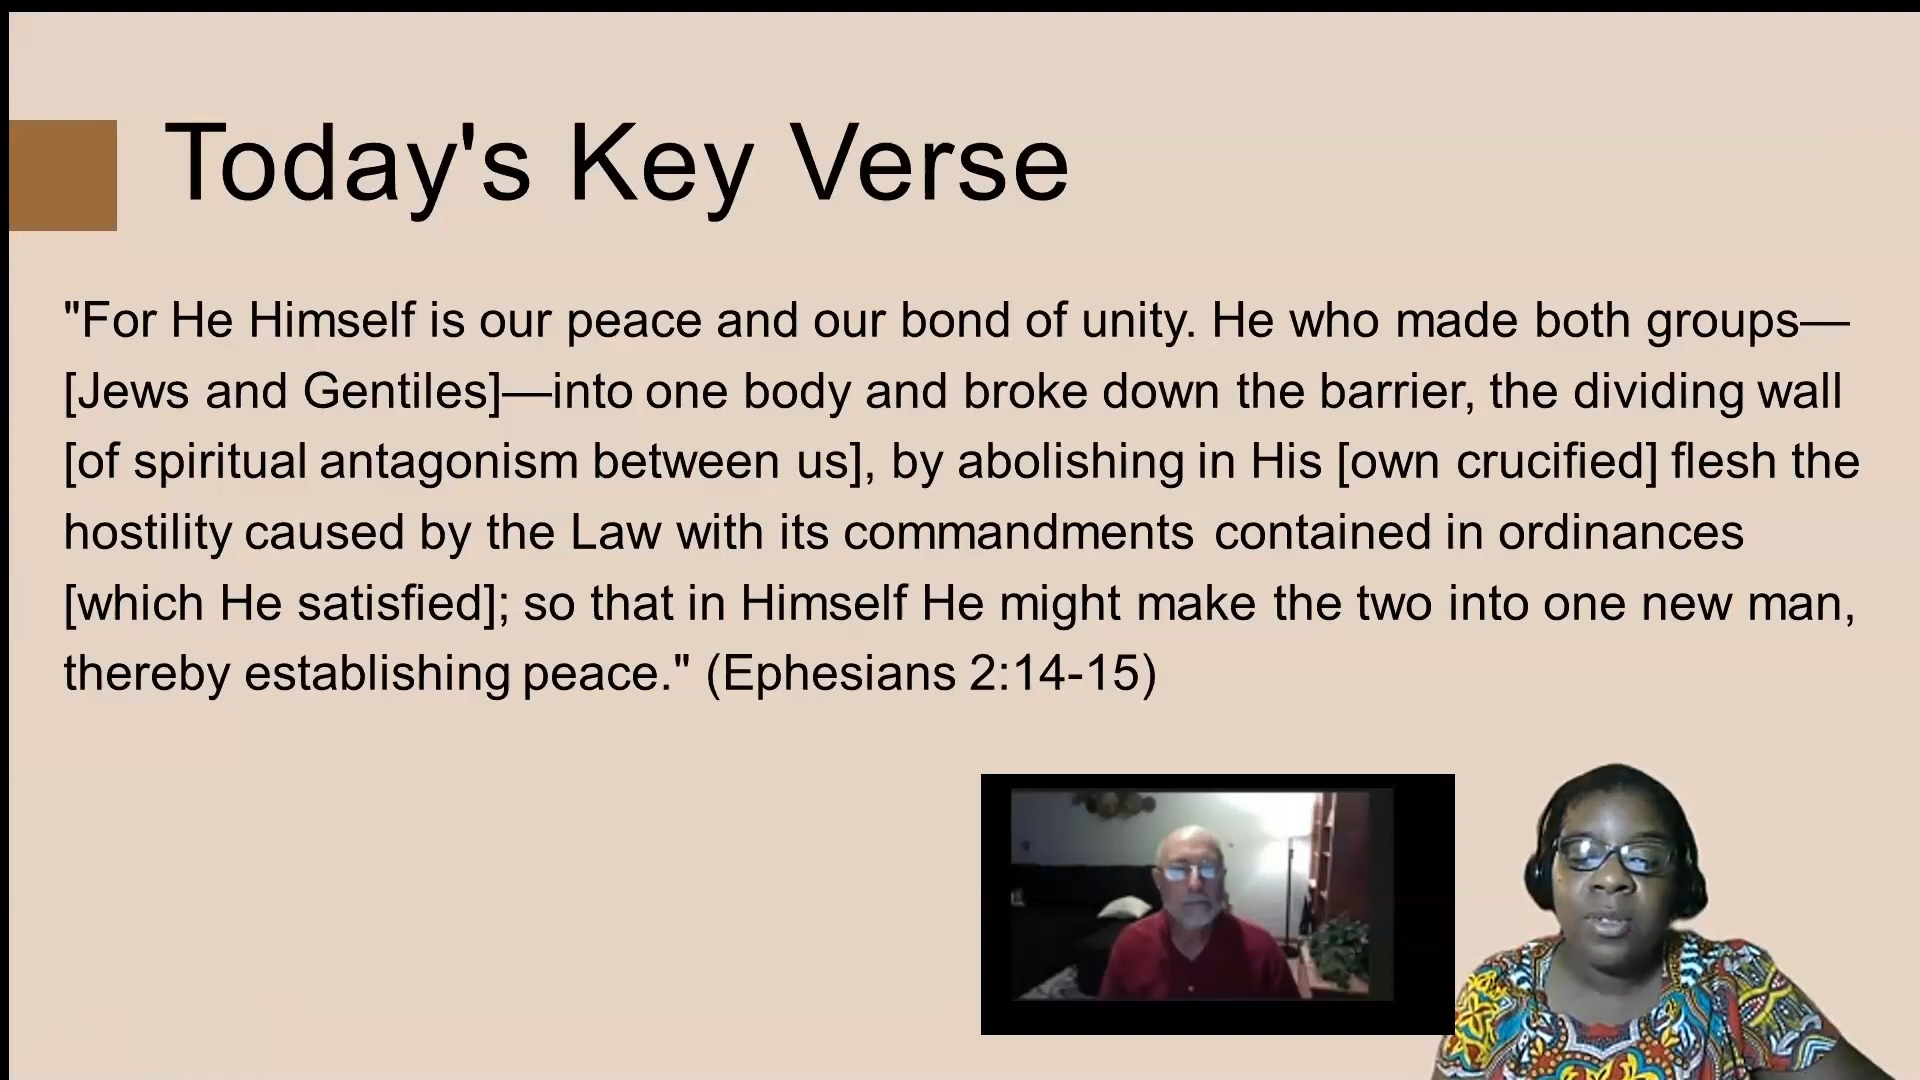 Today's Key Verse
"For He Himself is our peace and our bond of unity. He who made both groups—
[Jews and Gentiles]—into one body and broke down the barrier, the dividing wall
[of spiritual antagonism between us], by abolishing in His [own crucified] flesh the
hostility caused by the Law with its commandments contained in ordinances
[which He satisfied]; so that in Himself He might make the two into one new man,
thereby establishing peace." (Ephesians 2:14-15)